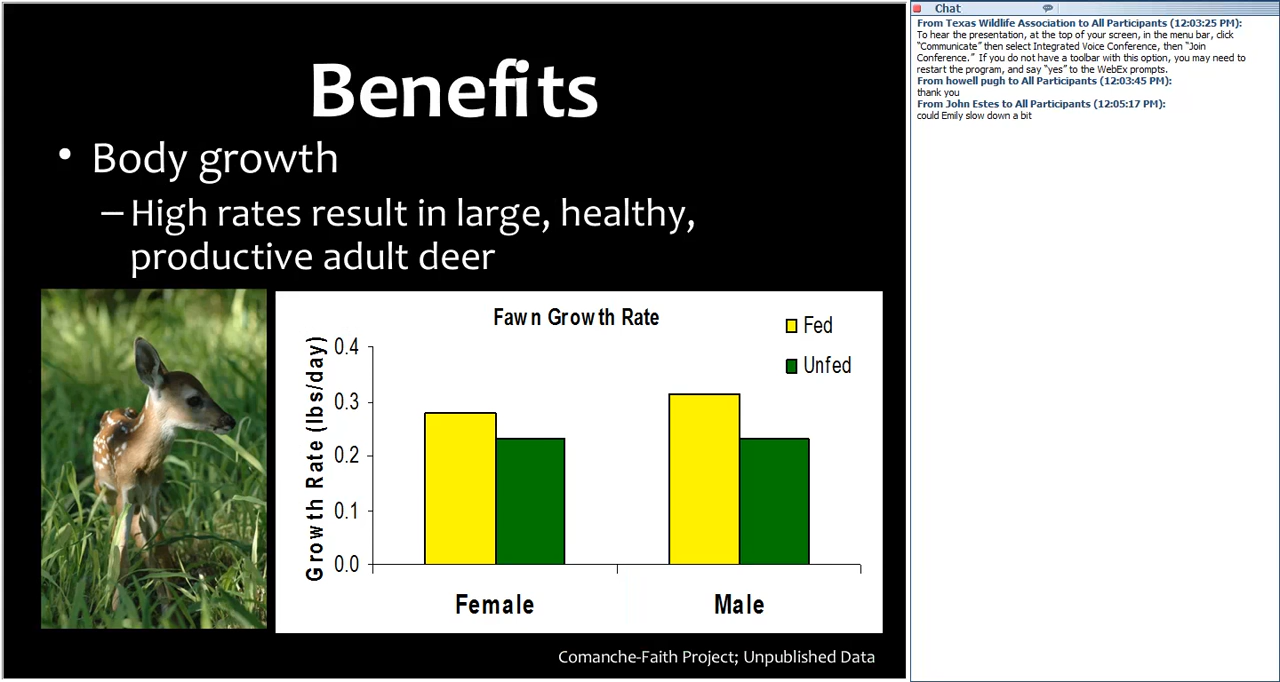 Benefits
• Body growth
– High rates result in large, healthy,
productive adult deer
Fawn Growth Rate
Fed
Unfed
Growth Rate (lbs/day)
0.4
0.3
0.2
0.1
0.0
Female
Male
Comanche-Faith Project; Unpublished Data
Chat
From Texas Wildlife Association to All Participants (12:03:25 PM):
To hear the presentation, at the top of your screen, in the menu bar, click
"Communicate" then select Integrated Voice Conference, then "Join
Conference." If you do not have a toolbar with this option, you may need to
restart the program, and say "yes" to the WebEx prompts.
From howell pugh to All Participants (12:03:45 PM):
thank you
From John Estes to All Participants (12:05:17 PM):
could Emily slow down a bit